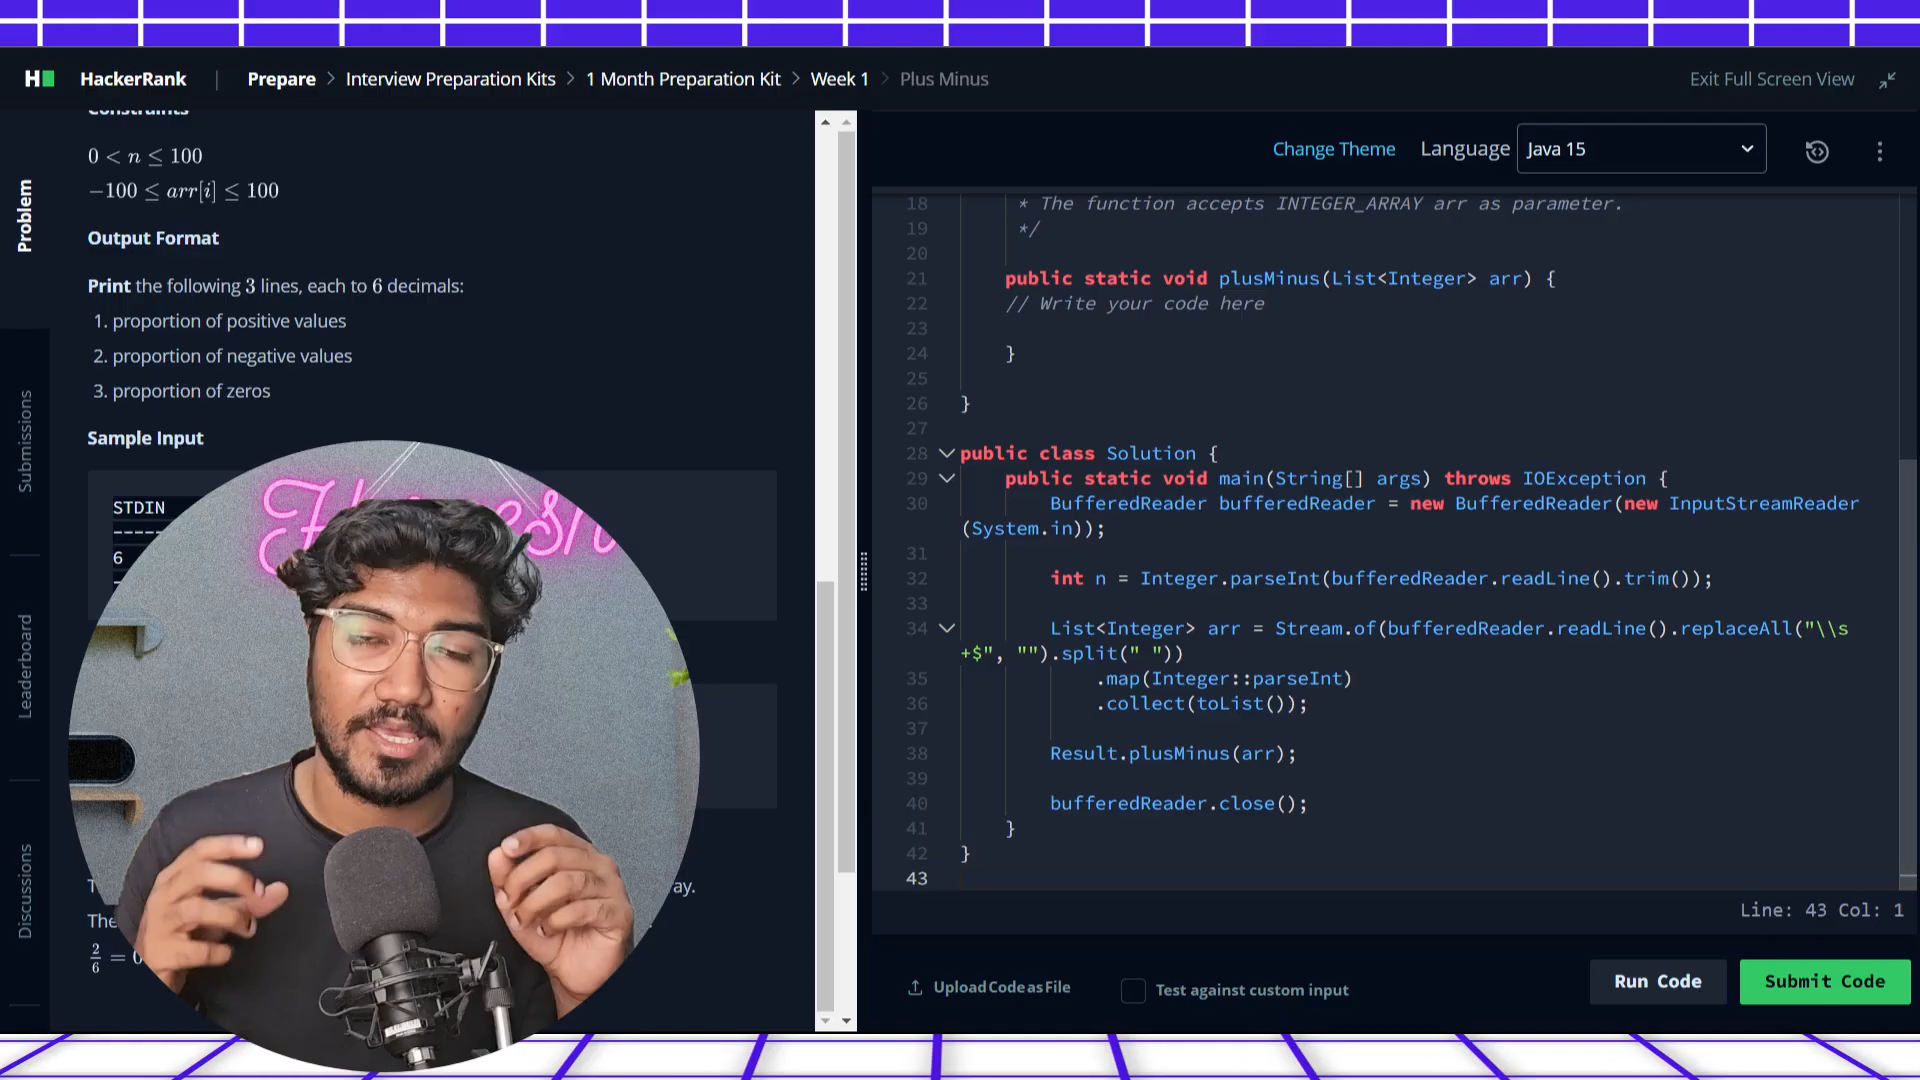 HackerRank | Prepare > Interview Preparation Kits > 1 Month Preparation Kit > Week 1 > Plus Minus
Exit Full Screen View
Problem
Submissions
Leaderboard
Discussions
Constraints
0 < n ≤ 100
−100 ≤ arr[i] ≤ 100
Output Format
Print the following 3 lines, each to 6 decimals:
1. proportion of positive values
2. proportion of negative values
3. proportion of zeros
Sample Input
STDIN
6
ay.
The
2/6 = 0
Change Theme
Language
Java 15
18 * The function accepts INTEGER_ARRAY arr as parameter.
19 */
20
21 public static void plusMinus(List<Integer> arr) {
22 // Write your code here
23
24 }
25
26 }
27
28 public class Solution {
29 public static void main(String[] args) throws IOException {
30 BufferedReader bufferedReader = new BufferedReader(new InputStreamReader
(System.in));
31
32 int n = Integer.parseInt(bufferedReader.readLine().trim());
33
34 List<Integer> arr = Stream.of(bufferedReader.readLine().replaceAll("\\s
+$", "").split(" "))
35 .map(Integer::parseInt)
36 .collect(toList());
37
38 Result.plusMinus(arr);
39
40 bufferedReader.close();
41 }
42 }
43
Line: 43 Col: 1
Upload Code as File
Test against custom input
Run Code
Submit Code